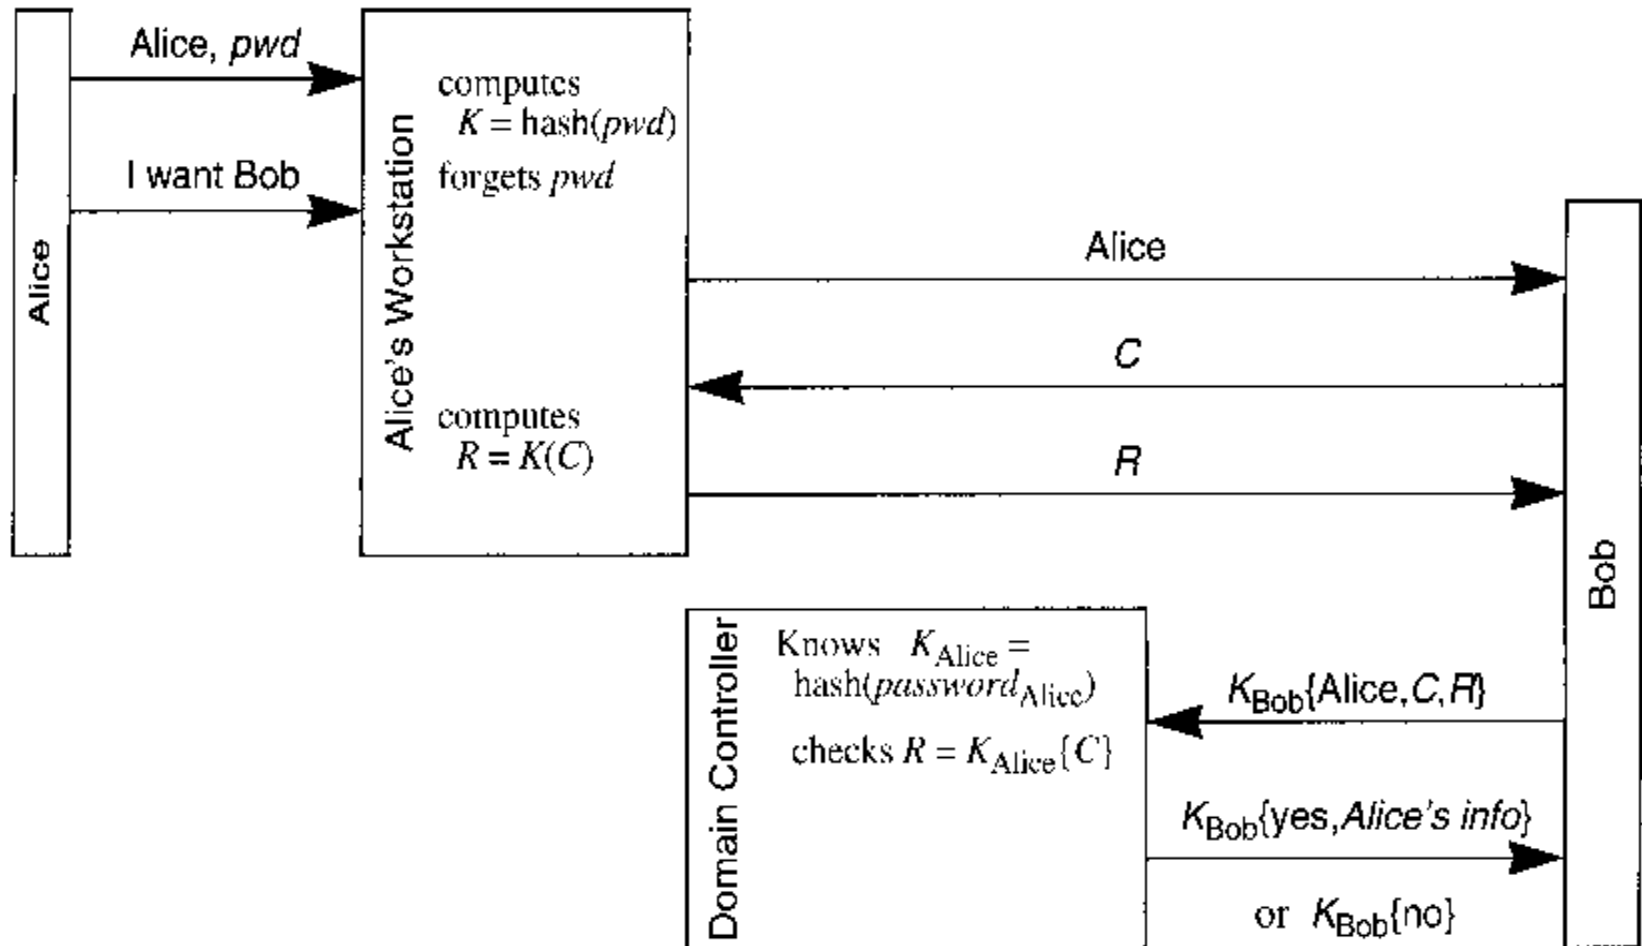 Alice
Alice, pwd
I want Bob
Alice's Workstation
computes
K = hash(pwd)
forgets pwd
computes
R = K(C)
Alice
C
R
Bob
Domain Controller
Knows K_Alice =
hash(password_Alice)
checks R = K_Alice{C}
K_Bob{Alice,C,R}
K_Bob{yes,Alice's info}
or K_Bob{no}